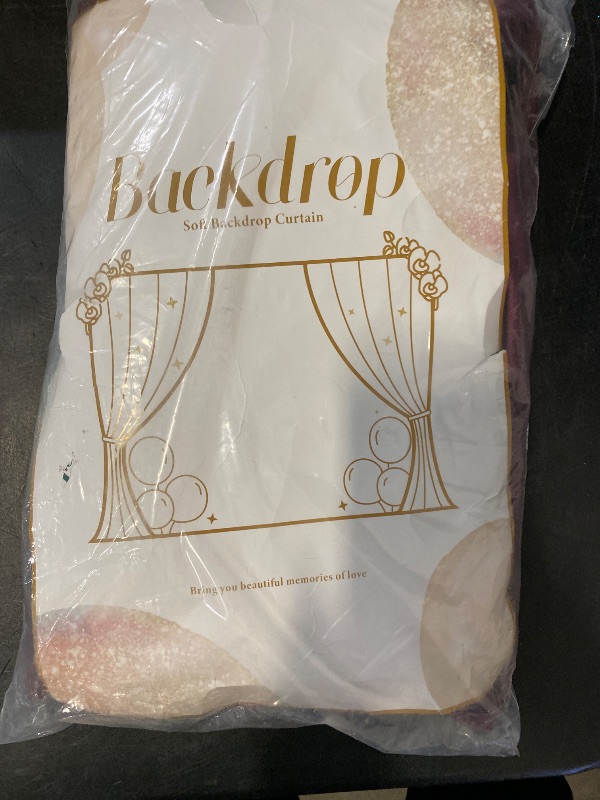 Backdrop
Soft Backdrop Curtain
Bring you beautiful memories of love